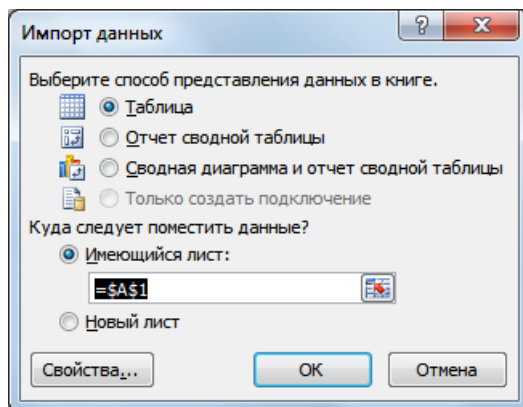 Импорт данных
Выберите способ представления данных в книге.
Таблица
Отчет сводной таблицы
Сводная диаграмма и отчет сводной таблицы
Только создать подключение
Куда следует поместить данные?
Имеющийся лист:
=$A$1
Новый лист
Свойства... ОК Отмена